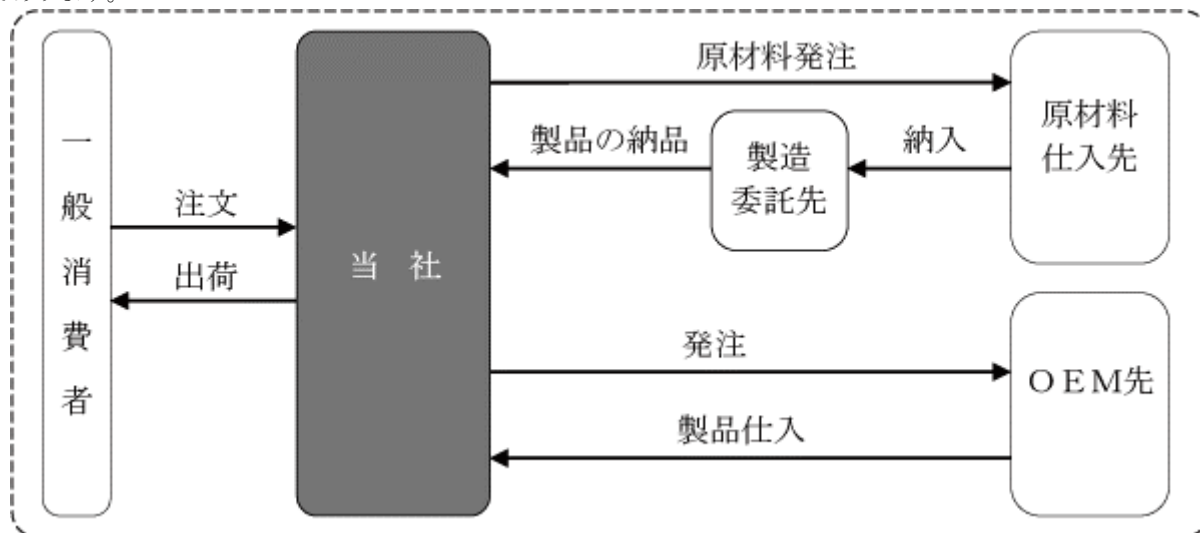 一般消費者
注文
出荷
当 社
原材料発注
製品の納品
製造
委託先
納入
原材料
仕入先
発注
製品仕入
ＯＥＭ先